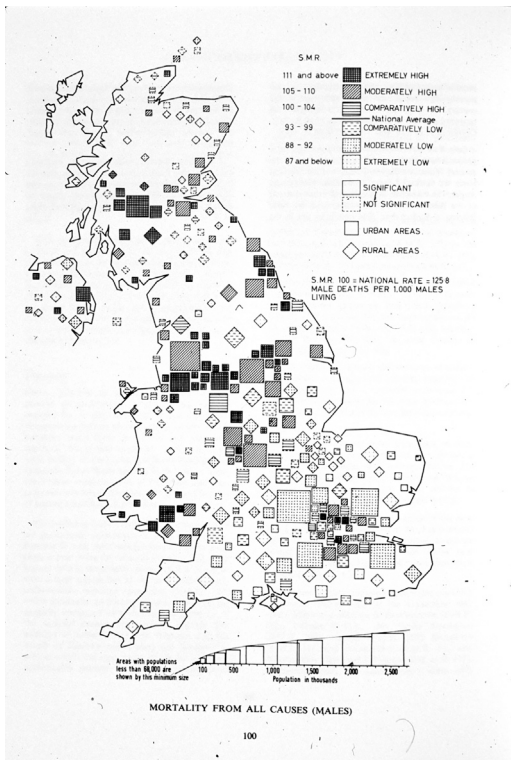 S.M.R.
111 and above EXTREMELY HIGH
105 - 110 MODERATELY HIGH
100 - 104 COMPARATIVELY HIGH
National Average
93 - 99 COMPARATIVELY LOW
88 - 92 MODERATELY LOW
87 and below EXTREMELY LOW
SIGNIFICANT
NOT SIGNIFICANT
URBAN AREAS
RURAL AREAS
S.M.R. 100 = NATIONAL RATE = 125·8
MALE DEATHS PER 1,000 MALES
LIVING
Areas with populations
less than 68,000 are
shown by this minimum size
100 500 1,000 1,500 2,000 2,500
Population in thousands
MORTALITY FROM ALL CAUSES (MALES)
100